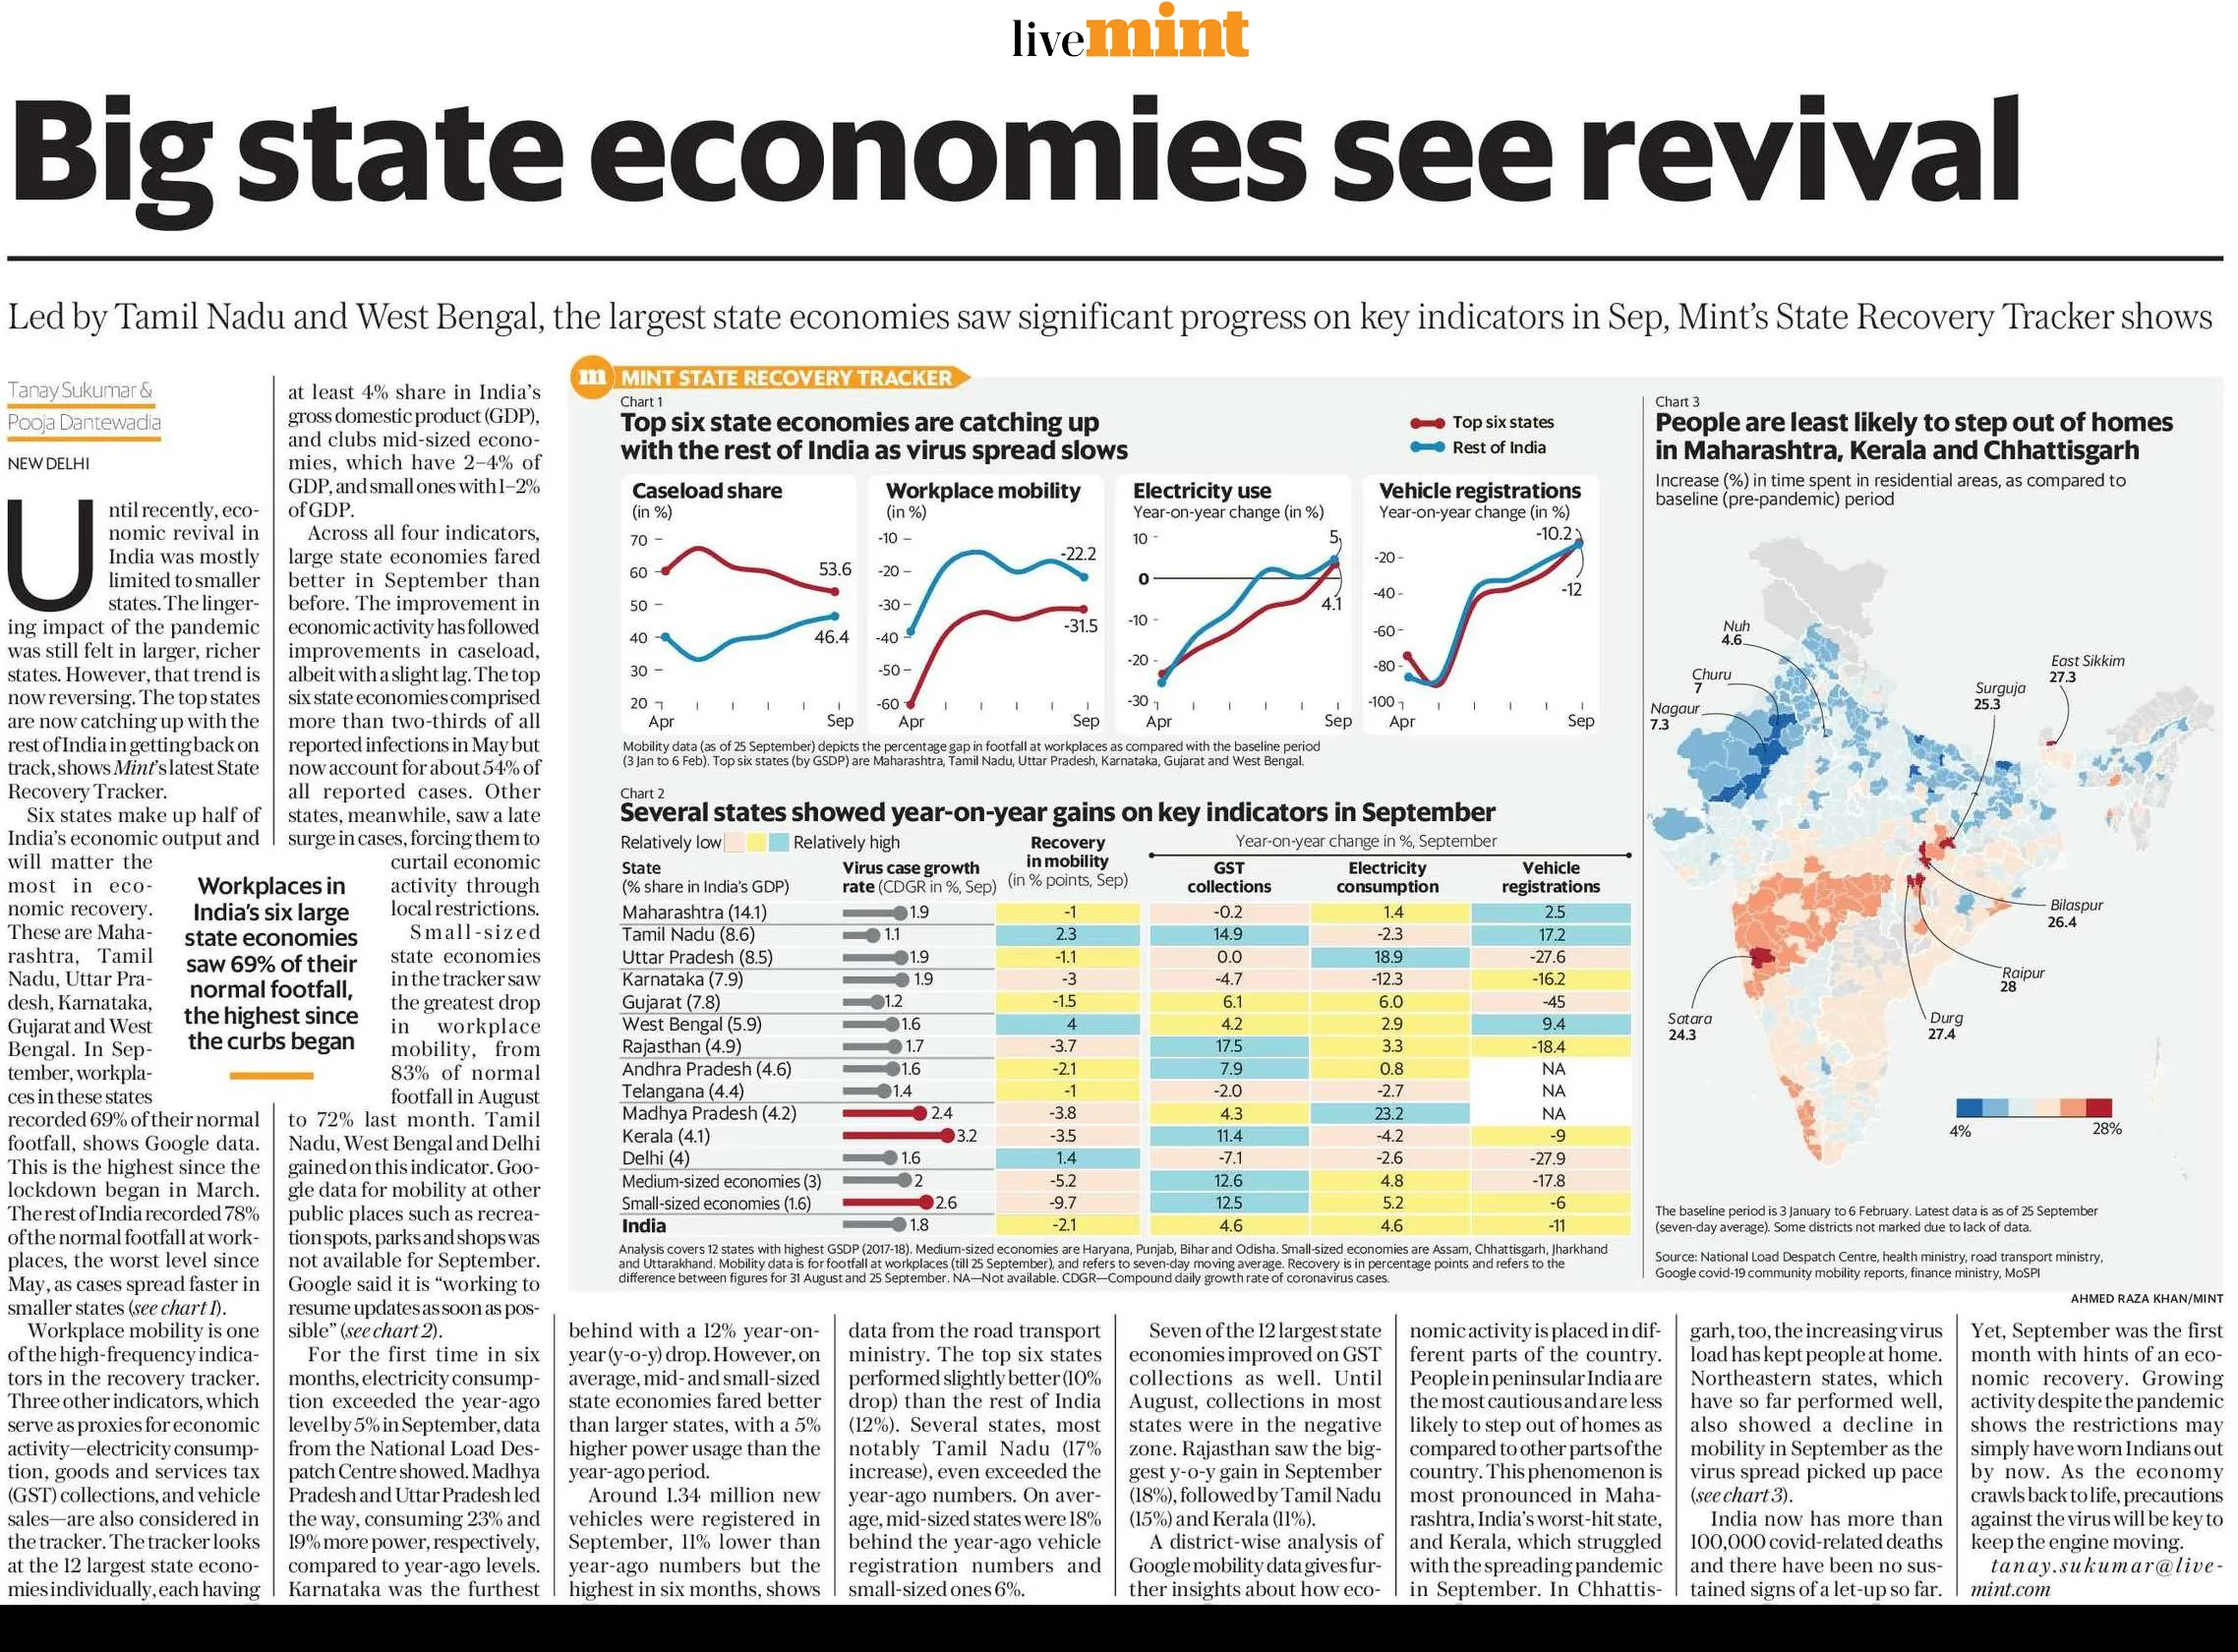 livemint
Big state economies see revival
Led by Tamil Nadu and West Bengal, the largest state economies saw significant progress on key indicators in Sep, Mint's State Recovery Tracker shows
Tanay Sukumar &
Pooja Dantewadia
NEW DELHI
Until recently, eco-
nomic revival in
India was mostly
limited to smaller
states. The linger-
ing impact of the pandemic
was still felt in larger, richer
states. However, that trend is
now reversing. The top states
are now catching up with the
rest of India in getting back on
track, shows Mint's latest State
Recovery Tracker.
Six states make up half of
India's economic output and
will matter the
most in eco-
nomic recovery.
These are Maha-
rashtra, Tamil
Nadu, Uttar Pra-
desh, Karnataka,
Gujarat and West
Bengal. In Sep-
tember, workpla-
ces in these states
recorded 69% of their normal
footfall, shows Google data.
This is the highest since the
lockdown began in March.
The rest of India recorded 78%
of the normal footfall at work-
places, the worst level since
May, as cases spread faster in
smaller states (see chart 1).
Workplace mobility is one
of the high-frequency indica-
tors in the recovery tracker.
Three other indicators, which
serve as proxies for economic
activity—electricity consump-
tion, goods and services tax
(GST) collections, and vehicle
sales—are also considered in
the tracker. The tracker looks
at the 12 largest state econo-
mies individually, each having
at least 4% share in India's
gross domestic product (GDP),
and clubs mid-sized econo-
mies, which have 2–4% of
GDP, and small ones with 1–2%
of GDP.
Across all four indicators,
large state economies fared
better in September than
before. The improvement in
economic activity has followed
improvements in caseload,
albeit with a slight lag. The top
six state economies comprised
more than two-thirds of all
reported infections in May but
now account for about 54% of
all reported cases. Other
states, meanwhile, saw a late
surge in cases, forcing them to
curtail economic
activity through
local restrictions.
Small-sized
state economies
in the tracker saw
the greatest drop
in workplace
mobility, from
83% of normal
footfall in August
to 72% last month. Tamil
Nadu, West Bengal and Delhi
gained on this indicator. Goo-
gle data for mobility at other
public places such as recrea-
tion spots, parks and shops was
not available for September.
Google said it is "working to
resume updates as soon as pos-
sible" (see chart 2).
For the first time in six
months, electricity consump-
tion exceeded the year-ago
level by 5% in September, data
from the National Load Des-
patch Centre showed. Madhya
Pradesh and Uttar Pradesh led
the way, consuming 23% and
19% more power, respectively,
compared to year-ago levels.
Karnataka was the furthest
Workplaces in
India's six large
state economies
saw 69% of their
normal footfall,
the highest since
the curbs began
m MINT STATE RECOVERY TRACKER
Chart 1
Top six state economies are catching up
with the rest of India as virus spread slows
Top six states
Rest of India
Caseload share
(in %)
70
60
50
40
30
20
53.6
46.4
Apr Sep
Workplace mobility
(in %)
-10
-20
-30
-40
-50
-60
-22.2
-31.5
Apr Sep
Electricity use
Year-on-year change (in %)
10
0
-10
-20
-30
5
4.1
Apr Sep
Vehicle registrations
Year-on-year change (in %)
-20
-40
-60
-80
-100
-10.2
-12
Apr Sep
Mobility data (as of 25 September) depicts the percentage gap in footfall at workplaces as compared with the baseline period
(3 Jan to 6 Feb). Top six states (by GSDP) are Maharashtra, Tamil Nadu, Uttar Pradesh, Karnataka, Gujarat and West Bengal.
Chart 2
Several states showed year-on-year gains on key indicators in September
Relatively low Relatively high
Recovery
in mobility
(in % points, Sep)
Year-on-year change in %, September
State
(% share in India's GDP)
Virus case growth
rate (CDGR in %, Sep)
GST
collections
Electricity
consumption
Vehicle
registrations
Maharashtra (14.1) 1.9 -1 -0.2 1.4 2.5
Tamil Nadu (8.6) 1.1 2.3 14.9 -2.3 17.2
Uttar Pradesh (8.5) 1.9 -1.1 0.0 18.9 -27.6
Karnataka (7.9) 1.9 -3 -4.7 -12.3 -16.2
Gujarat (7.8) 1.2 -1.5 6.1 6.0 -45
West Bengal (5.9) 1.6 4 4.2 2.9 9.4
Rajasthan (4.9) 1.7 -3.7 17.5 3.3 -18.4
Andhra Pradesh (4.6) 1.6 -2.1 7.9 0.8 NA
Telangana (4.4) 1.4 -1 -2.0 -2.7 NA
Madhya Pradesh (4.2) 2.4 -3.8 4.3 23.2 NA
Kerala (4.1) 3.2 -3.5 11.4 -4.2 -9
Delhi (4) 1.6 1.4 -7.1 -2.6 -27.9
Medium-sized economies (3) 2 -5.2 12.6 4.8 -17.8
Small-sized economies (1.6) 2.6 -9.7 12.5 5.2 -6
India 1.8 -2.1 4.6 4.6 -11
Analysis covers 12 states with highest GSDP (2017-18). Medium-sized economies are Haryana, Punjab, Bihar and Odisha. Small-sized economies are Assam, Chhattisgarh, Jharkhand
and Uttarakhand. Mobility data is for footfall at workplaces (till 25 September), and refers to seven-day moving average. Recovery is in percentage points and refers to the
difference between figures for 31 August and 25 September. NA—Not available. CDGR—Compound daily growth rate of coronavirus cases.
Chart 3
People are least likely to step out of homes
in Maharashtra, Kerala and Chhattisgarh
Increase (%) in time spent in residential areas, as compared to
baseline (pre-pandemic) period
Nuh
4.6
Churu
7
Nagaur
7.3
East Sikkim
27.3
Surguja
25.3
Bilaspur
26.4
Raipur
28
Durg
27.4
Satara
24.3
4% 28%
The baseline period is 3 January to 6 February. Latest data is as of 25 September
(seven-day average). Some districts not marked due to lack of data.
Source: National Load Despatch Centre, health ministry, road transport ministry,
Google covid-19 community mobility reports, finance ministry, MoSPI
AHMED RAZA KHAN/MINT
behind with a 12% year-on-
year (y-o-y) drop. However, on
average, mid- and small-sized
state economies fared better
than larger states, with a 5%
higher power usage than the
year-ago period.
Around 1.34 million new
vehicles were registered in
September, 11% lower than
year-ago numbers but the
highest in six months, shows
data from the road transport
ministry. The top six states
performed slightly better (10%
drop) than the rest of India
(12%). Several states, most
notably Tamil Nadu (17%
increase), even exceeded the
year-ago numbers. On aver-
age, mid-sized states were 18%
behind the year-ago vehicle
registration numbers and
small-sized ones 6%.
Seven of the 12 largest state
economies improved on GST
collections as well. Until
August, collections in most
states were in the negative
zone. Rajasthan saw the big-
gest y-o-y gain in September
(18%), followed by Tamil Nadu
(15%) and Kerala (11%).
A district-wise analysis of
Google mobility data gives fur-
ther insights about how eco-
nomic activity is placed in dif-
ferent parts of the country.
People in peninsular India are
the most cautious and are less
likely to step out of homes as
compared to other parts of the
country. This phenomenon is
most pronounced in Maha-
rashtra, India's worst-hit state,
and Kerala, which struggled
with the spreading pandemic
in September. In Chhattis-
garh, too, the increasing virus
load has kept people at home.
Northeastern states, which
have so far performed well,
also showed a decline in
mobility in September as the
virus spread picked up pace
(see chart 3).
India now has more than
100,000 covid-related deaths
and there have been no sus-
tained signs of a let-up so far.
Yet, September was the first
month with hints of an eco-
nomic recovery. Growing
activity despite the pandemic
shows the restrictions may
simply have worn Indians out
by now. As the economy
crawls back to life, precautions
against the virus will be key to
keep the engine moving.
tanay.sukumar@live-
mint.com